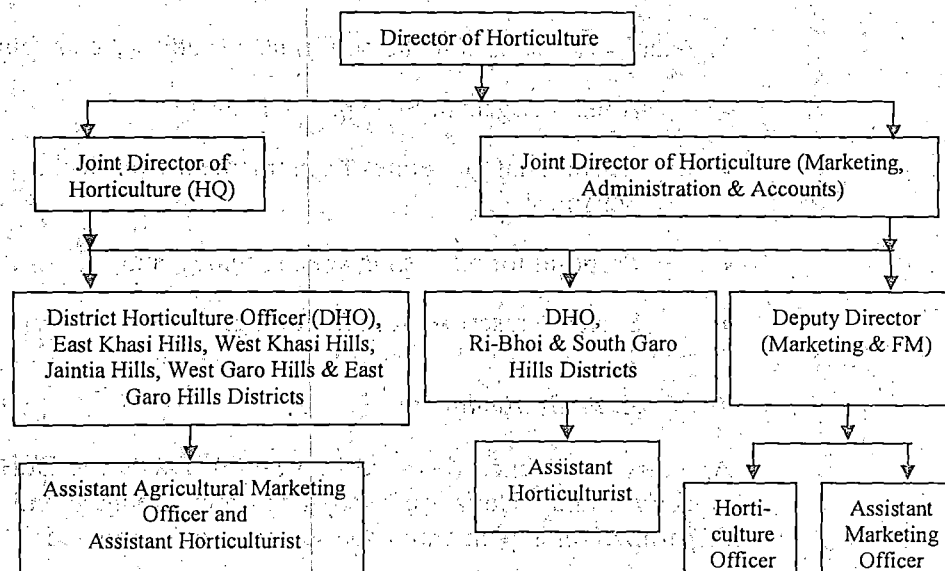 Director of Horticulture
Joint Director of
Horticulture (HQ)
Joint Director of Horticulture (Marketing,
Administration & Accounts)
District Horticulture Officer (DHO),
East Khasi Hills, West Khasi Hills,
Jaintia Hills, West Garo Hills & East
Garo Hills Districts
DHO,
Ri-Bhoi & South Garo
Hills Districts
Deputy Director
(Marketing & FM)
Assistant Agricultural Marketing
Officer and
Assistant Horticulturist
Assistant
Horticulturist
Horti-
culture
Officer
Assistant
Marketing
Officer